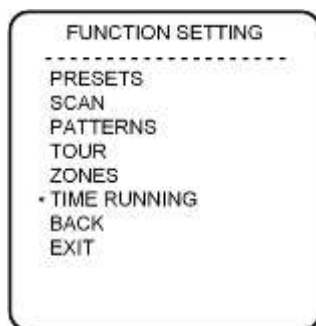 FUNCTION SETTING
- - - - - - - - - - - - - - - - - - - - -
PRESETS
SCAN
PATTERNS
TOUR
ZONES
• TIME RUNNING
BACK
EXIT